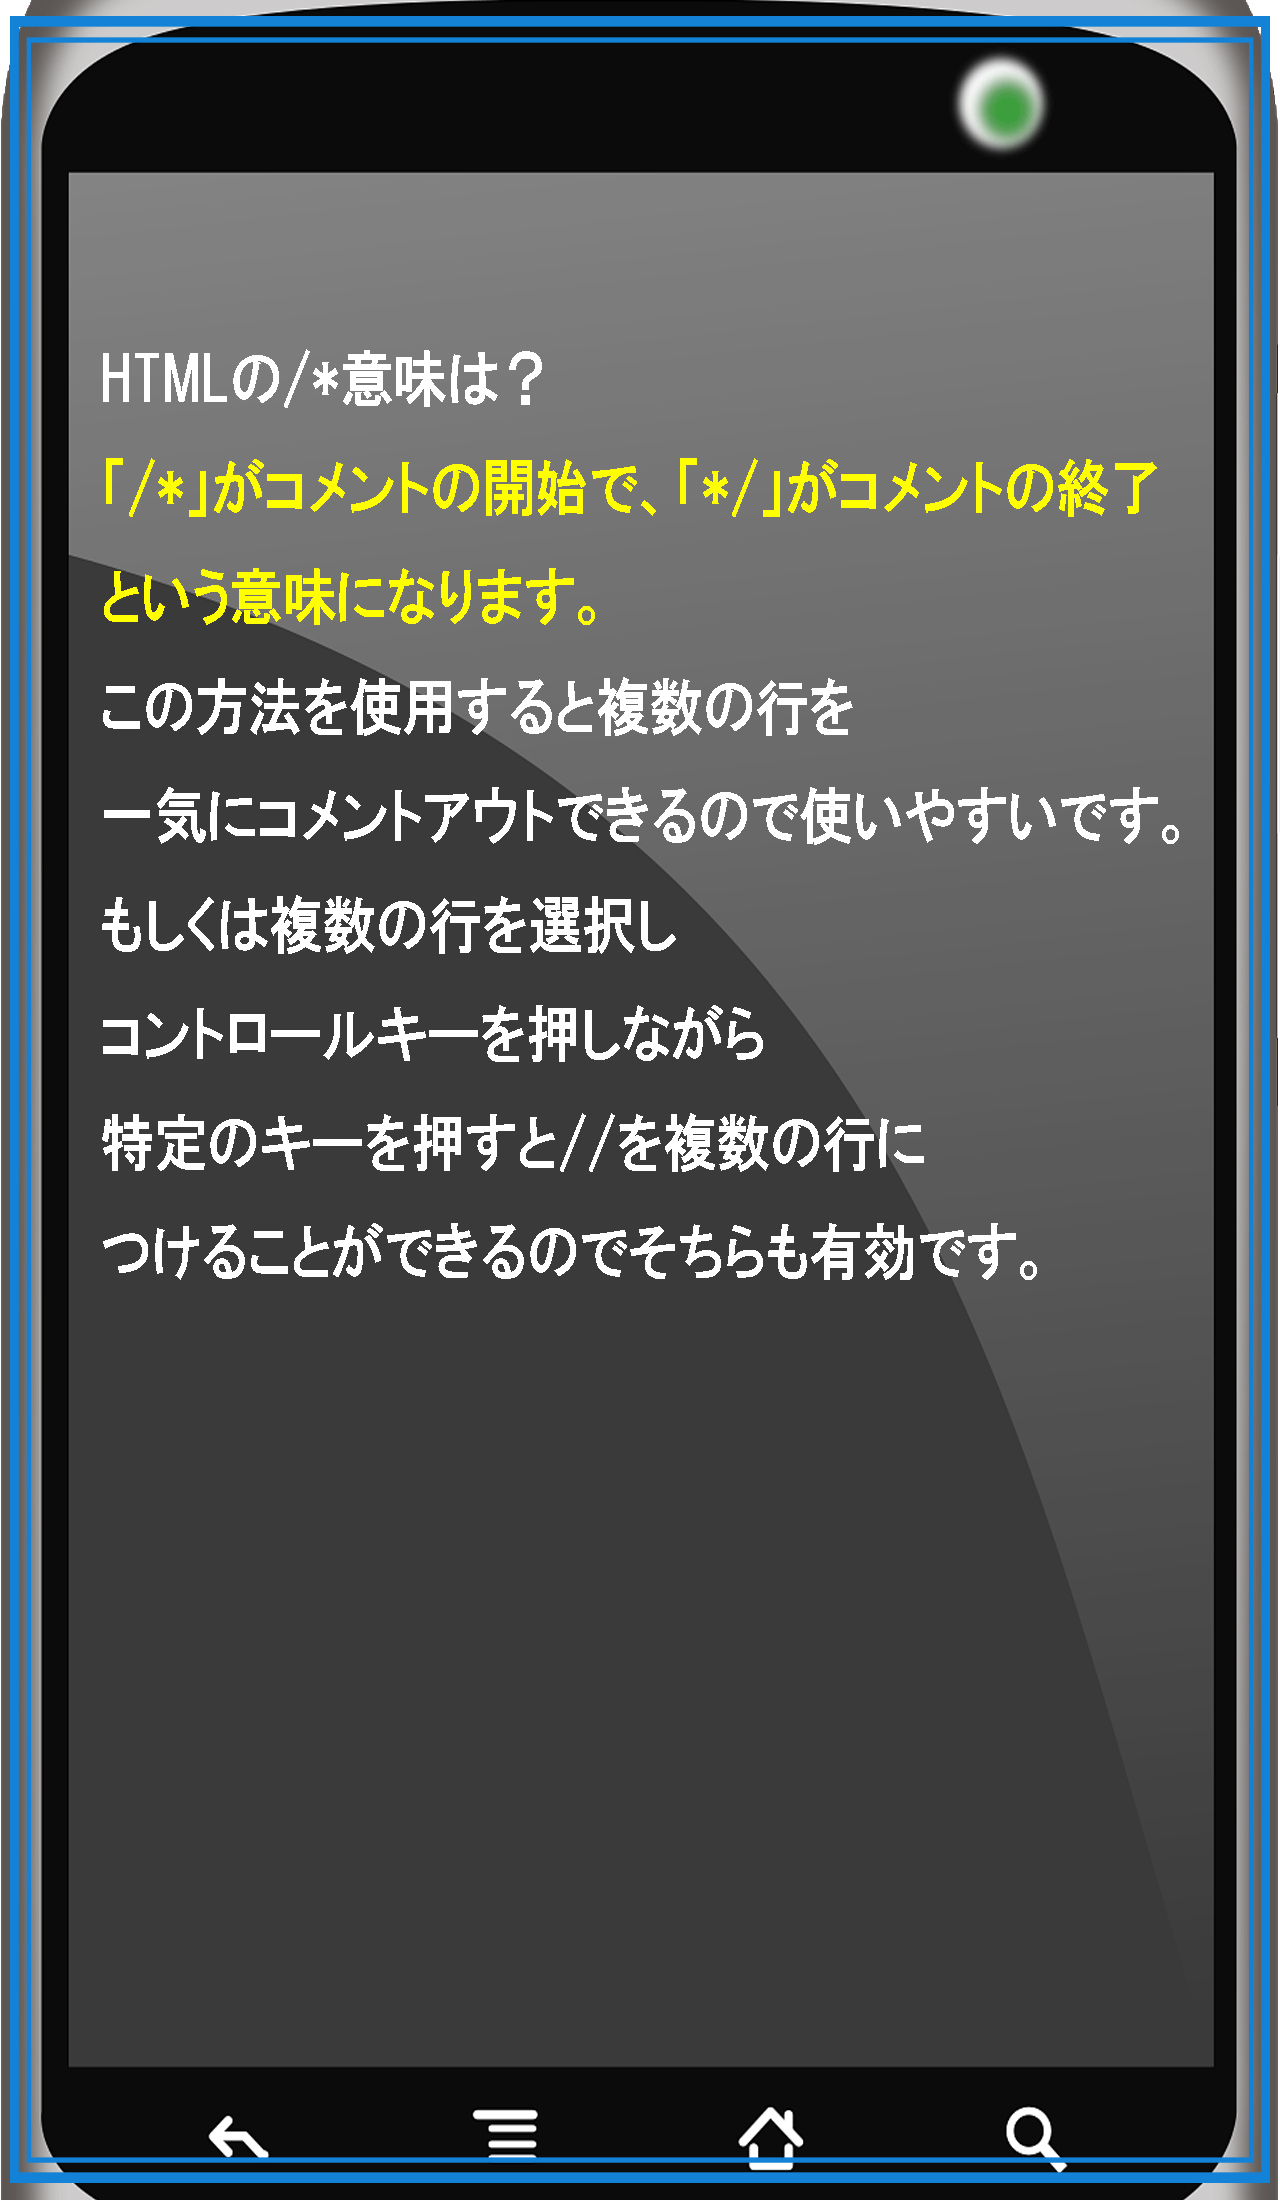 HTMLの/*意味は？
「/*」がコメントの開始で、「*/」がコメントの終了
という意味になります。
この方法を使用すると複数の行を
一気にコメントアウトできるので使いやすいです。
もしくは複数の行を選択し
コントロールキーを押しながら
特定のキーを押すと//を複数の行に
つけることができるのでそちらも有効です。